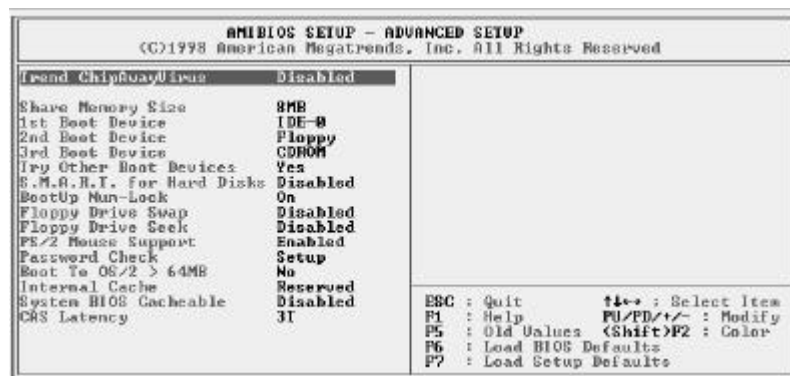 AMIBIOS SETUP – ADVANCED SETUP
(C)1998 American Megatrends, Inc. All Rights Reserved
Trend ChipAwayVirus Disabled
Share Memory Size 8MB
1st Boot Device IDE-0
2nd Boot Device Floppy
3rd Boot Device CDROM
Try Other Boot Devices Yes
S.M.A.R.T. for Hard Disks Disabled
BootUp Num-Lock On
Floppy Drive Swap Disabled
Floppy Drive Seek Disabled
PS/2 Mouse Support Enabled
Password Check Setup
Boot To OS/2 > 64MB No
Internal Cache Reserved
System BIOS Cacheable Disabled
CAS Latency 3T
ESC : Quit ↑↓↔ : Select Item
F1 : Help PU/PD/+/- : Modify
F5 : Old Values (Shift)F2 : Color
F6 : Load BIOS Defaults
F7 : Load Setup Defaults